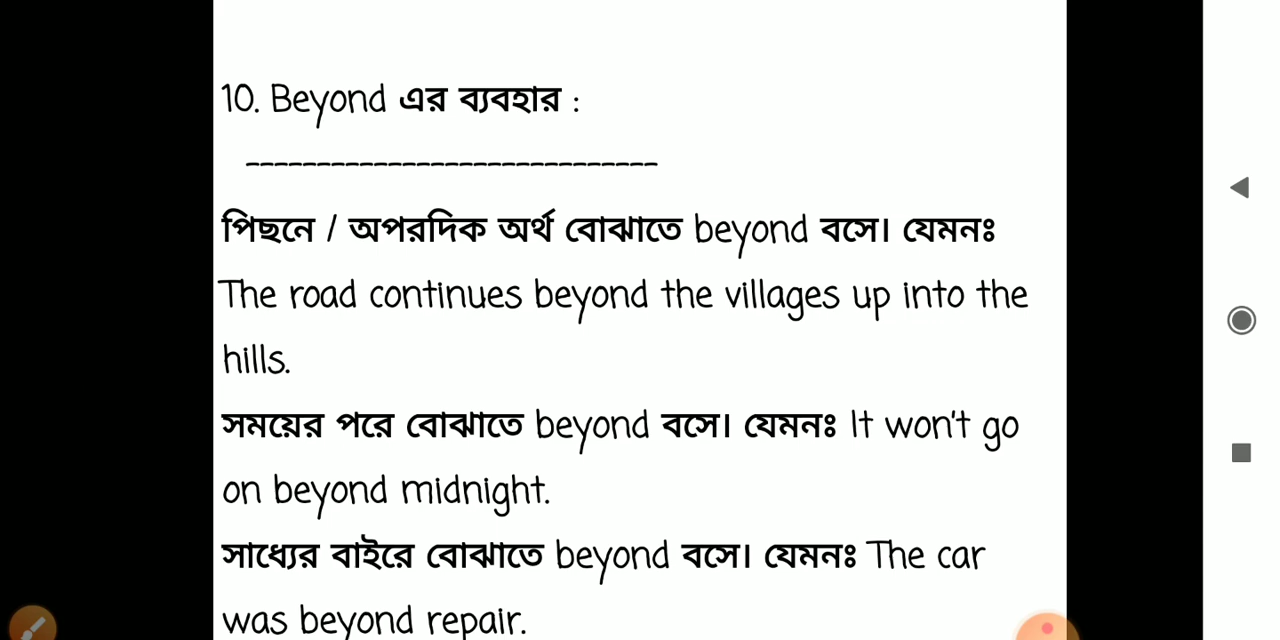 10. Beyond এর ব্যবহার :
-----------------------------
পিছনে / অপরদিক অর্থ বোঝাতে beyond বসে। যেমনঃ
The road continues beyond the villages up into the
hills.
সময়ের পরে বোঝাতে beyond বসে। যেমনঃ It won't go
on beyond midnight.
সাধ্যের বাইরে বোঝাতে beyond বসে। যেমনঃ The car
was beyond repair.